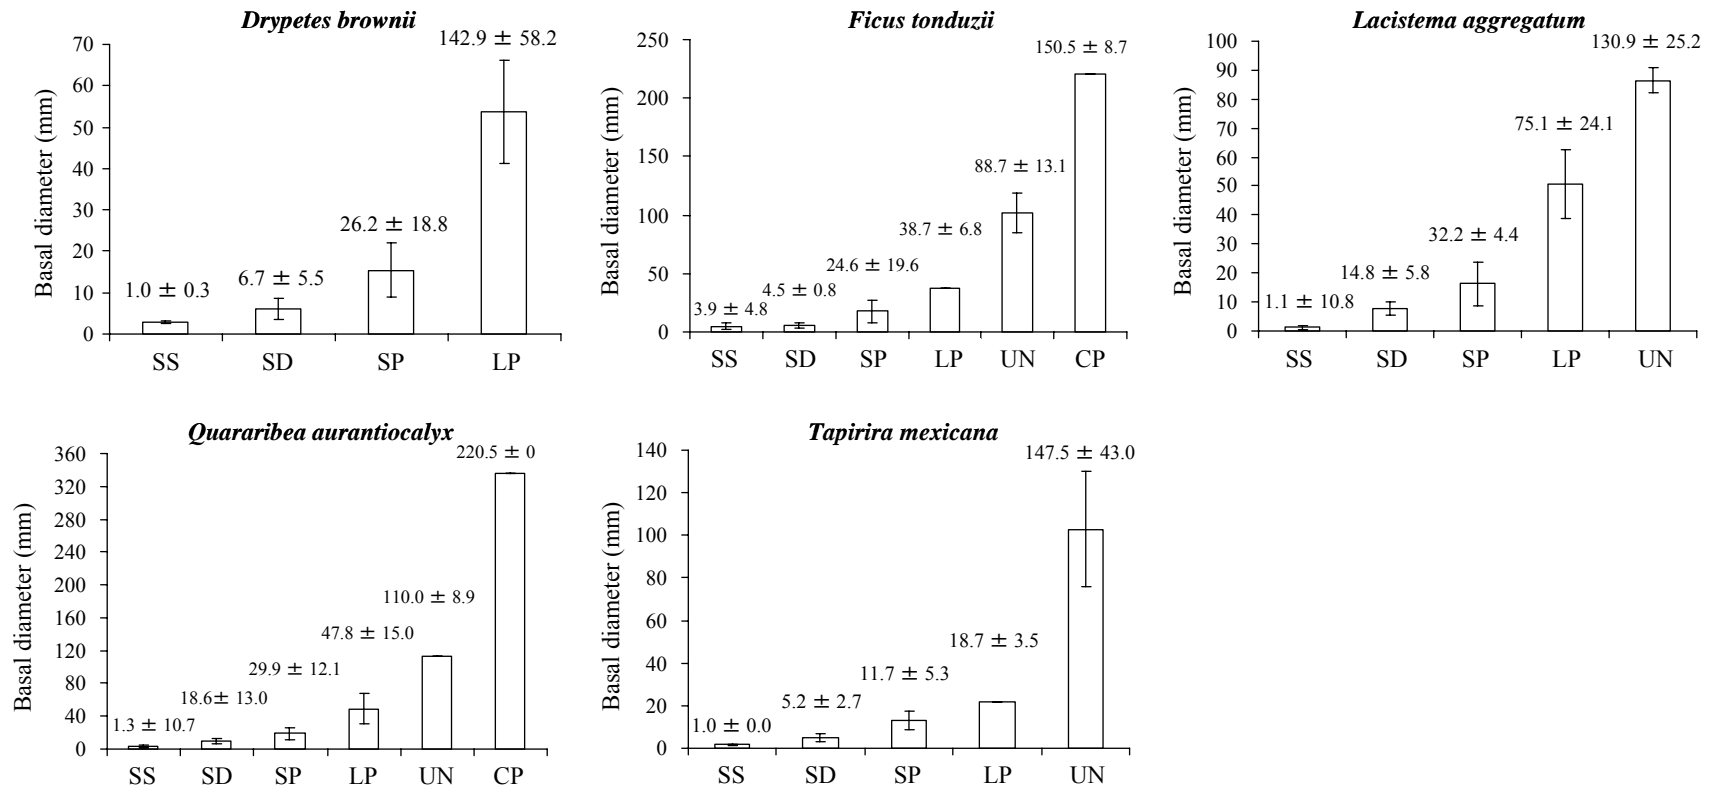 Drypetes brownii
Basal diameter (mm)
70
60
50
40
30
20
10
0
1.0 ± 0.3
6.7 ± 5.5
26.2 ± 18.8
142.9 ± 58.2
SS SD SP LP
Ficus tonduzii
Basal diameter (mm)
250
200
150
100
50
0
3.9 ± 4.8
4.5 ± 0.8
24.6 ± 19.6
38.7 ± 6.8
88.7 ± 13.1
150.5 ± 8.7
SS SD SP LP UN CP
Lacistema aggregatum
Basal diameter (mm)
100
90
80
70
60
50
40
30
20
10
0
1.1 ± 10.8
14.8 ± 5.8
32.2 ± 4.4
75.1 ± 24.1
130.9 ± 25.2
SS SD SP LP UN
Quararibea aurantiocalyx
Basal diameter (mm)
360
320
280
240
200
160
120
80
40
0
1.3 ± 10.7
18.6± 13.0
29.9 ± 12.1
47.8 ± 15.0
110.0 ± 8.9
220.5 ± 0
SS SD SP LP UN CP
Tapirira mexicana
Basal diameter (mm)
140
120
100
80
60
40
20
0
1.0 ± 0.0
5.2 ± 2.7
11.7 ± 5.3
18.7 ± 3.5
147.5 ± 43.0
SS SD SP LP UN